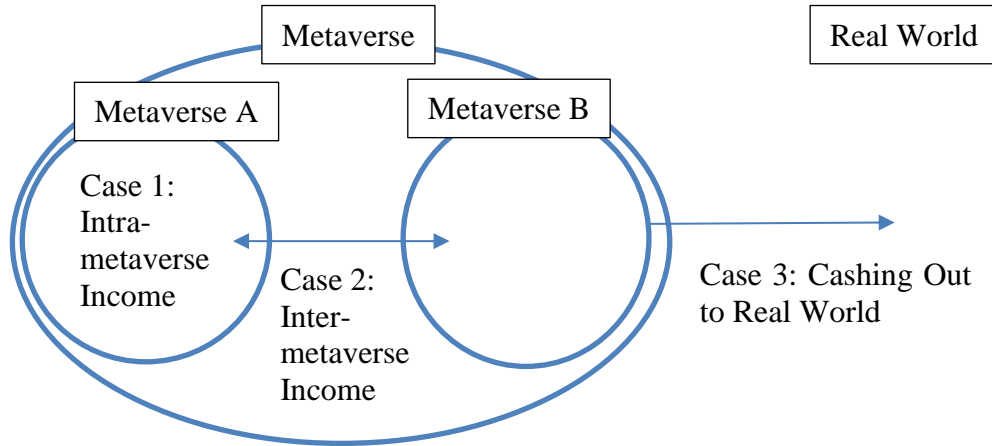 Metaverse
Real World
Metaverse A
Metaverse B
Case 1:
Intra-
metaverse
Income
Case 2:
Inter-
metaverse
Income
Case 3: Cashing Out
to Real World